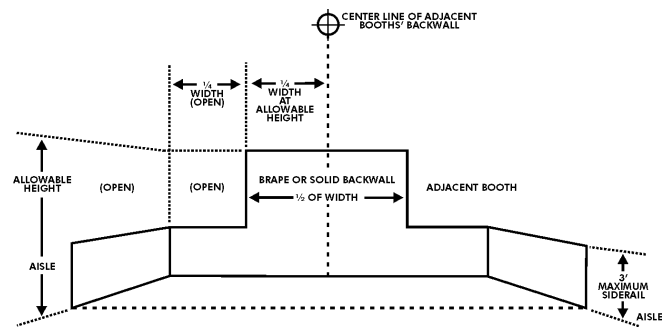 CENTER LINE OF ADJACENT
BOOTHS' BACKWALL
¼
WIDTH
(OPEN)
¼
WIDTH
AT
ALLOWABLE
HEIGHT
ALLOWABLE
HEIGHT
(OPEN)
(OPEN)
BRAPE OR SOLID BACKWALL
½ OF WIDTH
ADJACENT BOOTH
AISLE
3'
MAXIMUM
SIDERAIL
AISLE